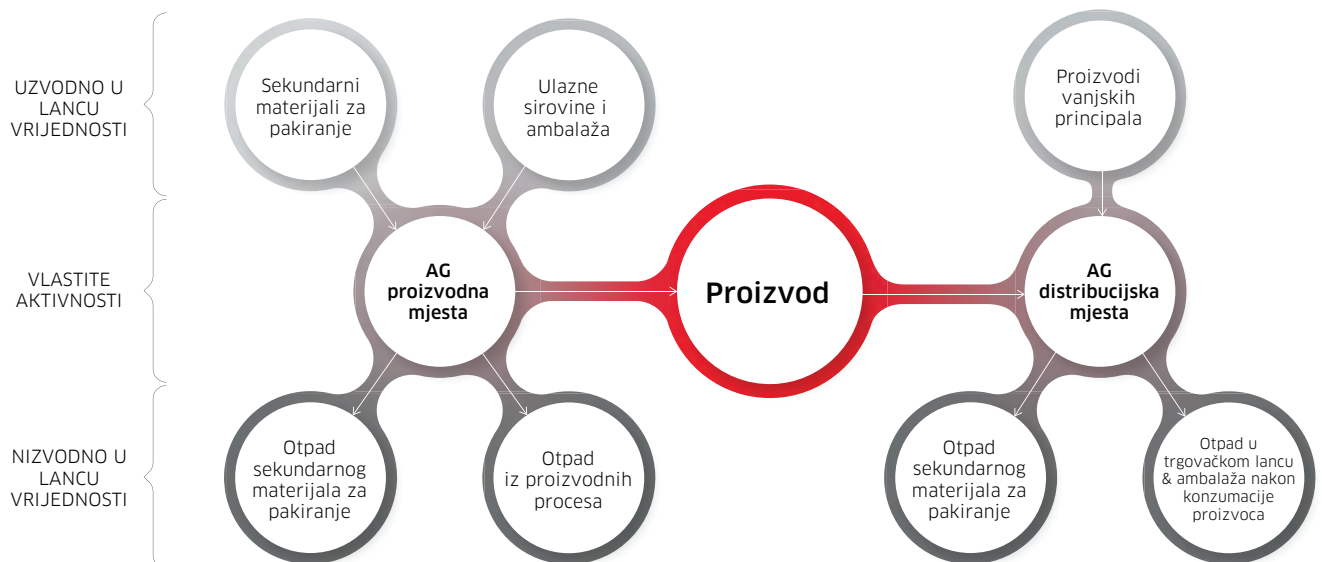 UZVODNO U
LANCU
VRIJEDNOSTI
Sekundarni
materijali za
pakiranje
Ulazne
sirovine i
ambalaža
Proizvodi
vanjskih
principala
VLASTITE
AKTIVNOSTI
AG
proizvodna
mjesta
Proizvod
AG
distribucijska
mjesta
NIZVODNO U
LANCU
VRIJEDNOSTI
Otpad
sekundarnog
materijala za
pakiranje
Otpad
iz proizvodnih
procesa
Otpad
sekundarnog
materijala za
pakiranje
Otpad u
trgovačkom lancu
& ambalaža nakon
konzumacije
proizvoca